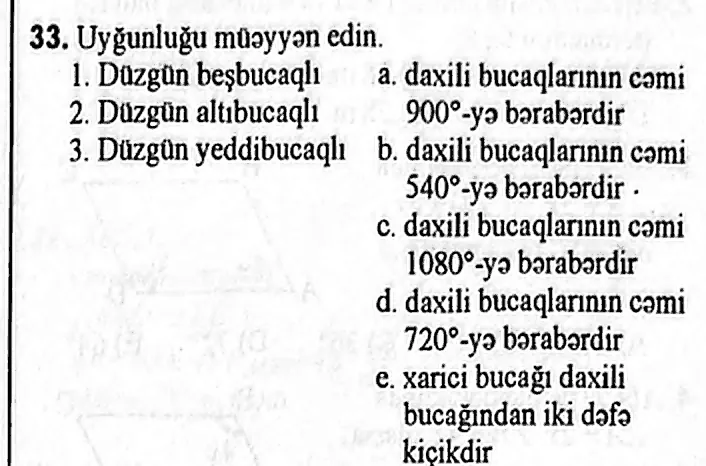 33. Uyğunluğu müəyyən edin.
1. Düzgün beşbucaqlı
2. Düzgün altıbucaqlı
3. Düzgün yeddibucaqlı
a. daxili bucaqlarının cəmi
900°-yə bərabərdir
b. daxili bucaqlarının cəmi
540°-yə bərabərdir
c. daxili bucaqlarının cəmi
1080°-yə bərabərdir
d. daxili bucaqlarının cəmi
720°-yə bərabərdir
e. xarici bucağı daxili
bucağından iki dəfə
kiçikdir